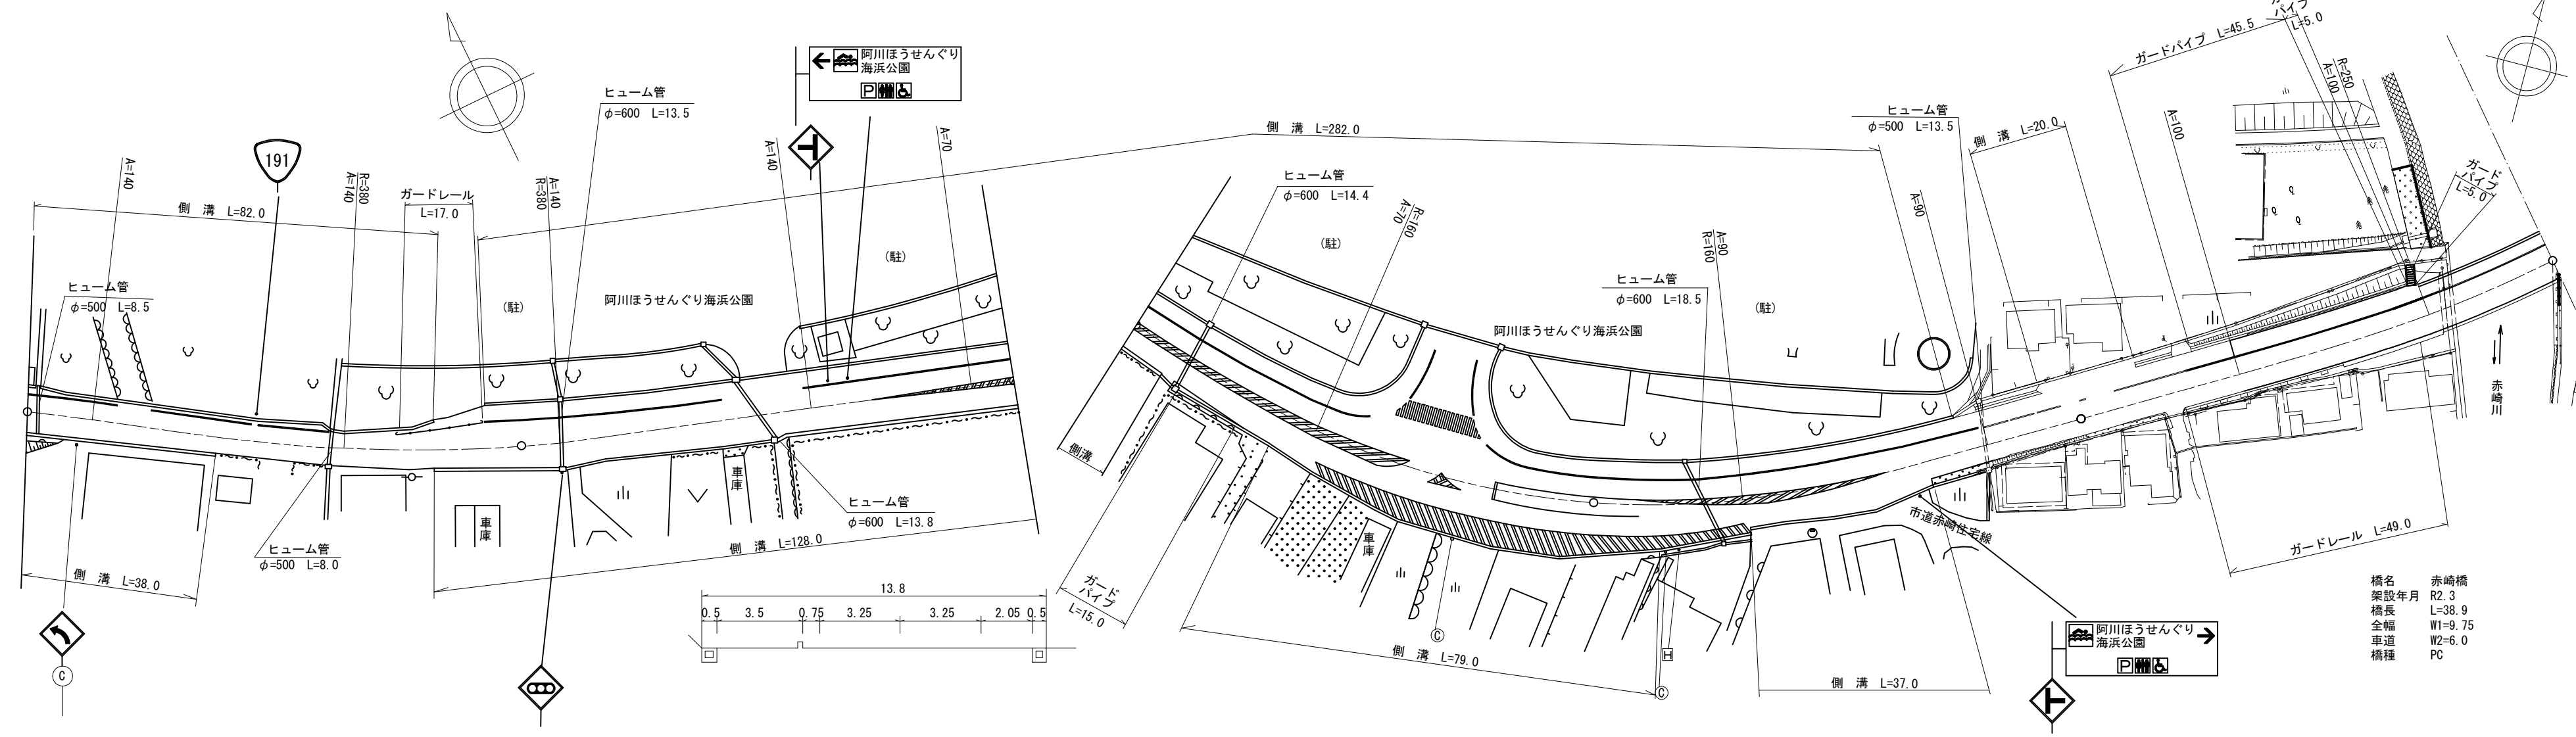 191
A=140
側　溝　L=82.0
ヒューム管
φ=500　L=8.5
R=380
A=140
ガードレール
L=17.0
A=140
R=380
ヒューム管
φ=600　L=13.5
阿川ほうせんぐり
海浜公園
P
A=140
A=70
(駐)
(駐)
阿川ほうせんぐり海浜公園
車庫
車庫
ヒューム管
φ=600　L=13.8
側　溝　L=128.0
ヒューム管
φ=500　L=8.0
側　溝　L=38.0
C
13.8
0.5　3.5　0.75　3.25　3.25　2.05　0.5
側　溝　L=282.0
ヒューム管
φ=600　L=14.4
(駐)
R=160
A=70
ヒューム管
φ=600　L=18.5
A=90
R=160
(駐)
阿川ほうせんぐり海浜公園
ヒューム管
φ=500　L=13.5
A=90
側　溝　L=20.0
ガードパイプ　L=45.5
パイプ
L=5.0
R=250
A=100
A=100
ガード
パイプ
L=5.0
赤崎川
側溝
車庫
ガード
パイプ
L=15.0
C
H
C
側　溝　L=79.0
側　溝　L=37.0
市道赤崎住宅線
ガードレール　L=49.0
阿川ほうせんぐり
海浜公園
P
橋名　赤崎橋
架設年月　R2.3
橋長　L=38.9
全幅　W1=9.75
車道　W2=6.0
橋種　PC